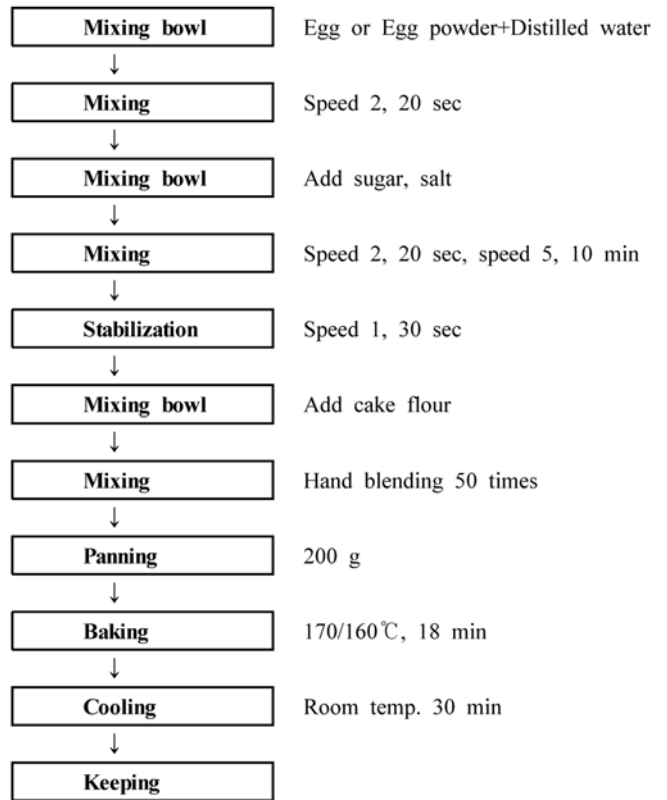 Mixing bowl Egg or Egg powder+Distilled water
↓
Mixing Speed 2, 20 sec
↓
Mixing bowl Add sugar, salt
↓
Mixing Speed 2, 20 sec, speed 5, 10 min
↓
Stabilization Speed 1, 30 sec
↓
Mixing bowl Add cake flour
↓
Mixing Hand blending 50 times
↓
Panning 200 g
↓
Baking 170/160℃, 18 min
↓
Cooling Room temp. 30 min
↓
Keeping